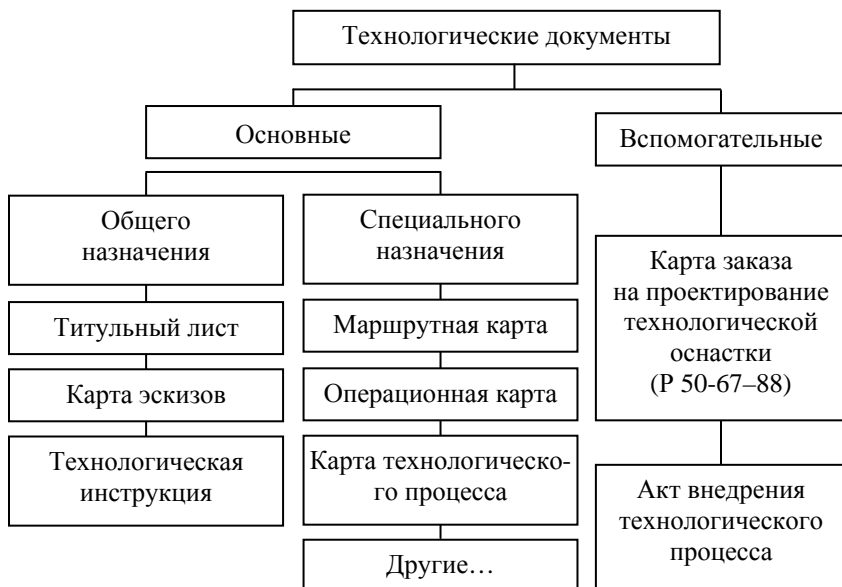 Технологические документы
Основные
Вспомогательные
Общего
назначения
Специального
назначения
Карта заказа
на проектирование
технологической
оснастки
(Р 50-67–88)
Титульный лист
Маршрутная карта
Карта эскизов
Операционная карта
Технологическая
инструкция
Карта технологическо-
го процесса
Акт внедрения
технологического
процесса
Другие…